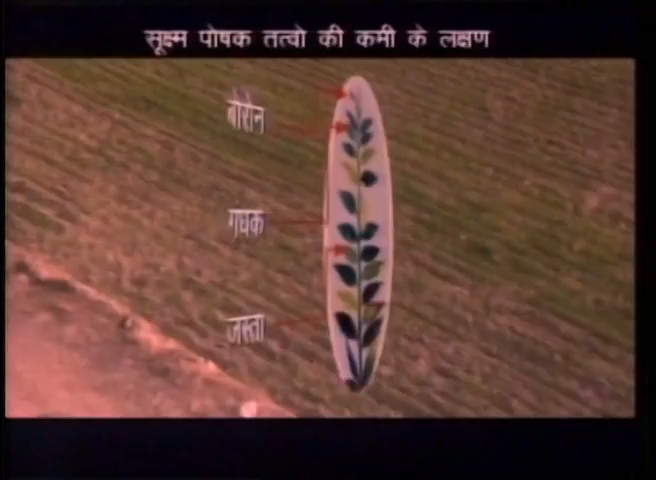 सूक्ष्म पोषक तत्वो की कमी के लक्षण
बोरोन
गंधक
जस्ता